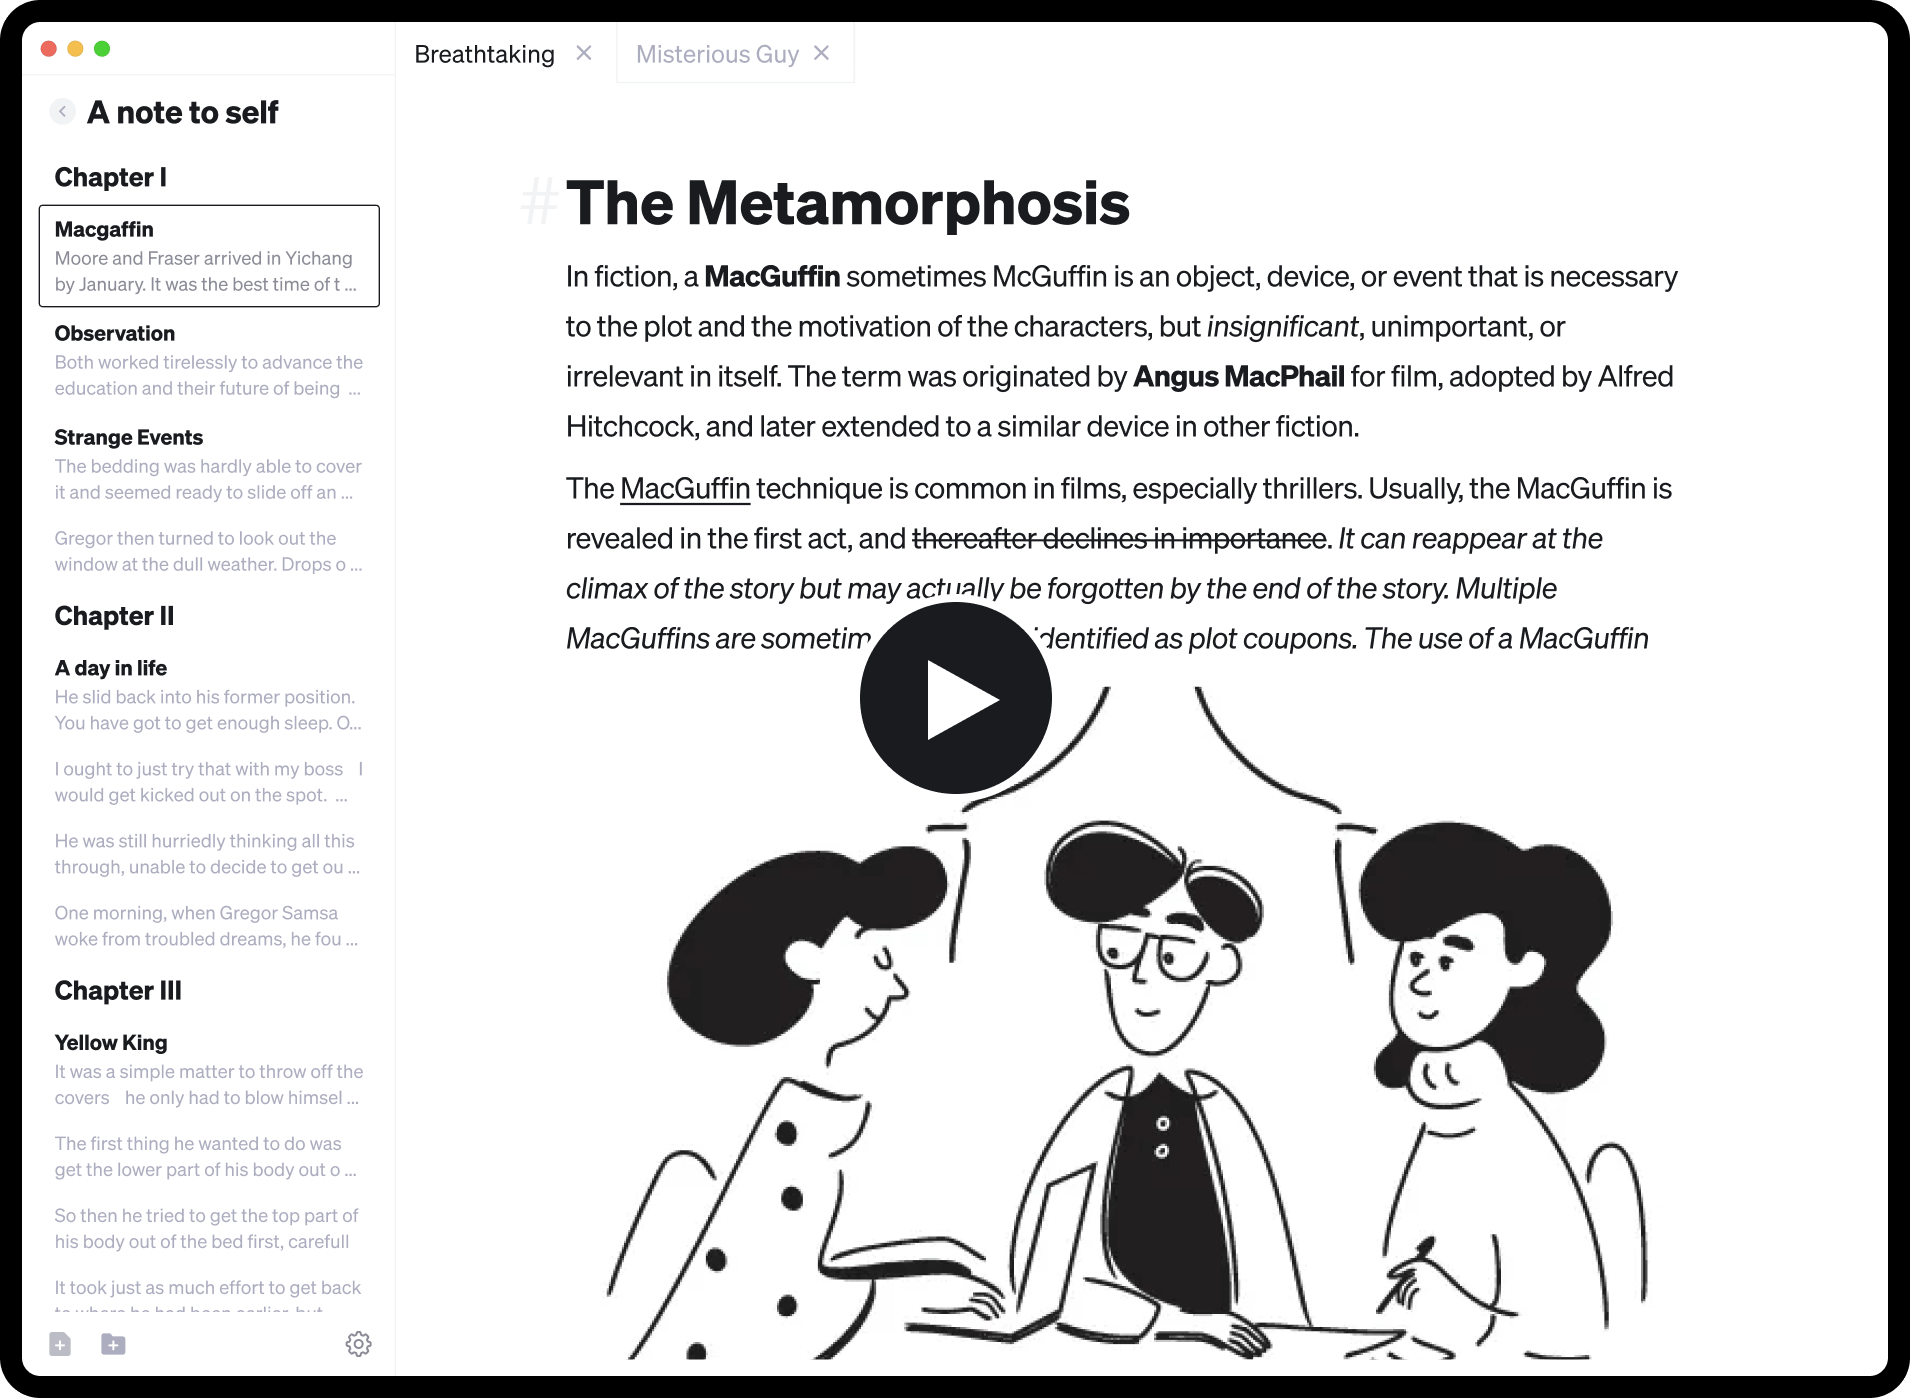 Breathtaking
Misterious Guy
A note to self
Chapter I
Macgaffin
Moore and Fraser arrived in Yichang
by January. It was the best time of t ...
Observation
Both worked tirelessly to advance the
education and their future of being ...
Strange Events
The bedding was hardly able to cover
it and seemed ready to slide off an ...
Gregor then turned to look out the
window at the dull weather. Drops o ...
Chapter II
A day in life
He slid back into his former position.
You have got to get enough sleep. O...
I ought to just try that with my boss I
would get kicked out on the spot. ...
He was still hurriedly thinking all this
through, unable to decide to get ou ...
One morning, when Gregor Samsa
woke from troubled dreams, he fou ...
Chapter III
Yellow King
It was a simple matter to throw off the
covers he only had to blow himsel ...
The first thing he wanted to do was
get the lower part of his body out o ...
So then he tried to get the top part of
his body out of the bed first, carefull
It took just as much effort to get back
to where he had been earlier, but
# The Metamorphosis
In fiction, a MacGuffin sometimes McGuffin is an object, device, or event that is necessary
to the plot and the motivation of the characters, but insignificant, unimportant, or
irrelevant in itself. The term was originated by Angus MacPhail for film, adopted by Alfred
Hitchcock, and later extended to a similar device in other fiction.
The MacGuffin technique is common in films, especially thrillers. Usually, the MacGuffin is
revealed in the first act, and thereafter declines in importance. It can reappear at the
climax of the story but may actually be forgotten by the end of the story. Multiple
MacGuffins are sometim identified as plot coupons. The use of a MacGuffin